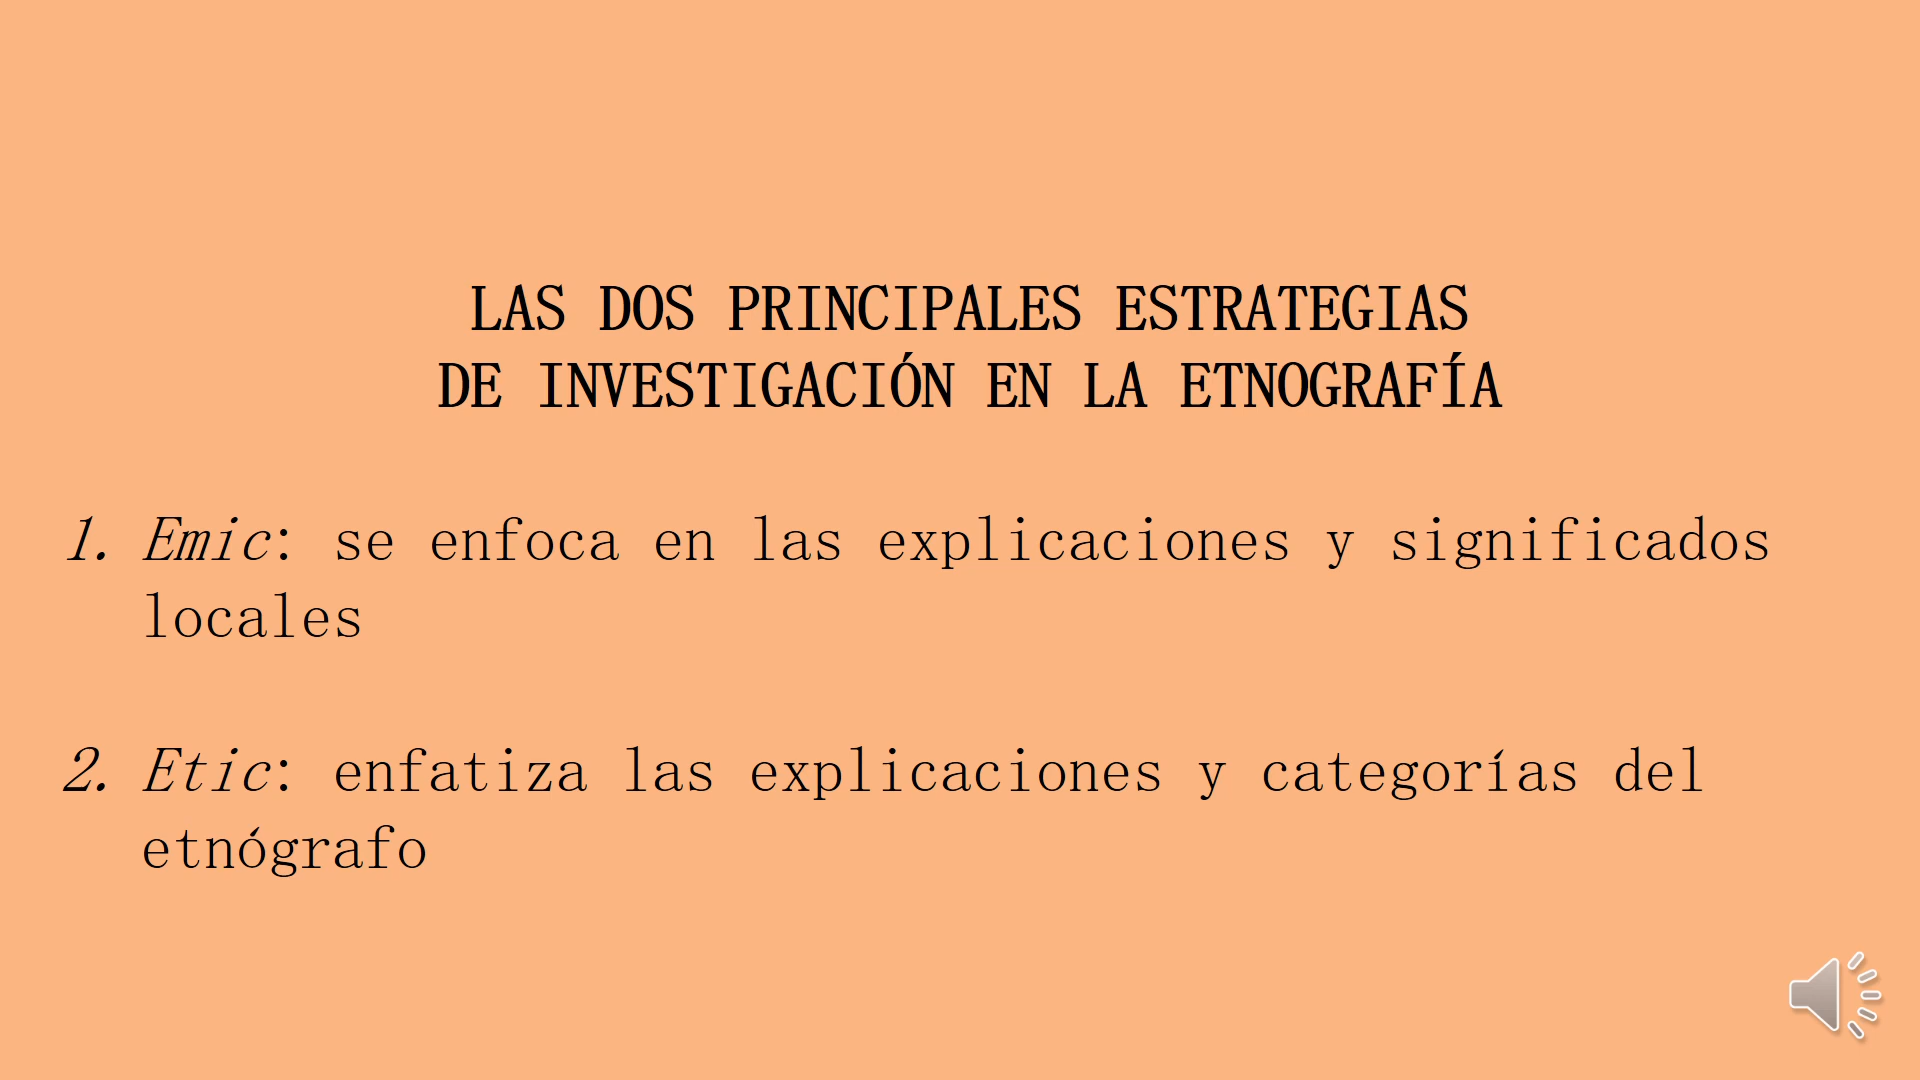 LAS DOS PRINCIPALES ESTRATEGIAS
DE INVESTIGACIÓN EN LA ETNOGRAFÍA
1. Emic: se enfoca en las explicaciones y significados
locales
2. Etic: enfatiza las explicaciones y categorías del
etnógrafo